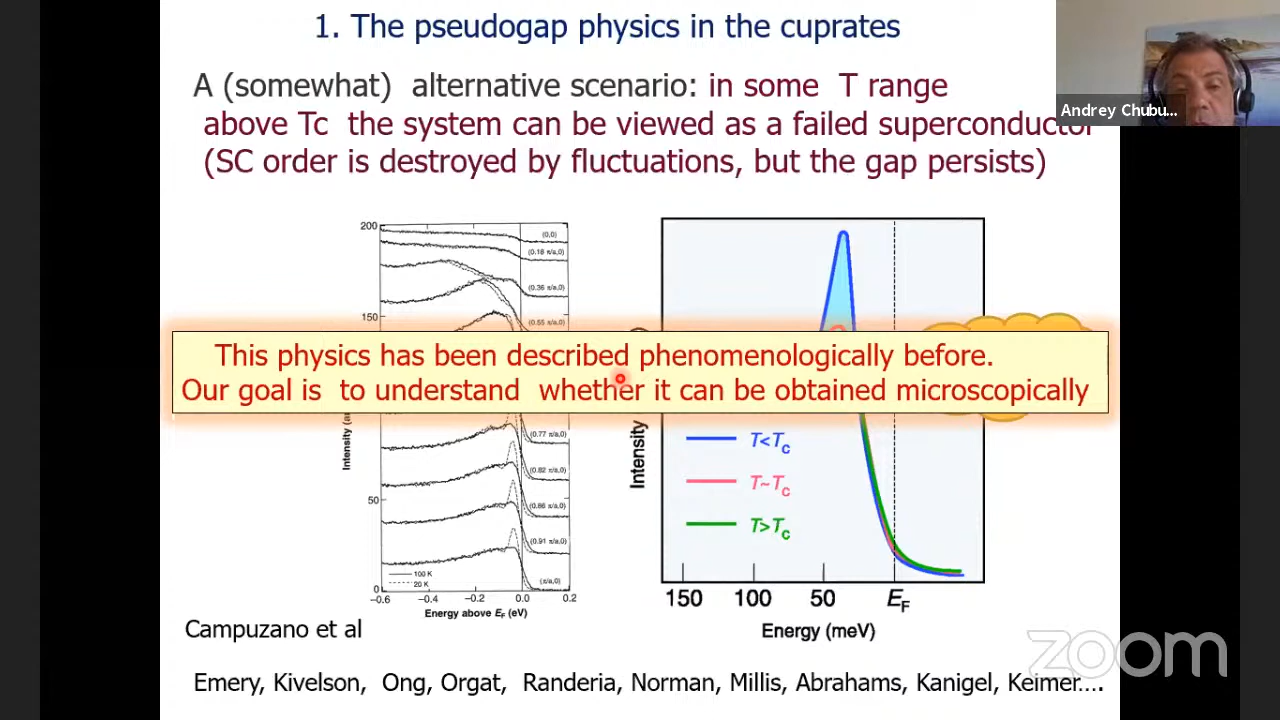 1. The pseudogap physics in the cuprates
A (somewhat) alternative scenario: in some T range
above Tc the system can be viewed as a failed superconductor
(SC order is destroyed by fluctuations, but the gap persists)
Andrey Chubu...
200
150
50
0
(0,0)
(0.18 π/a,0)
(0.36 π/a,0)
(0.55 π/a,0)
This physics has been described phenomenologically before.
Our goal is to understand whether it can be obtained microscopically
(0.77 π/a,0)
(0.82 π/a,0)
(0.86 π/a,0)
(0.91 π/a,0)
(π/a,0)
100 K
20 K
-0.6 -0.4 -0.2 0.0 0.2
Energy above EF (eV)
Intensity
Intensity
T<Tc
T~Tc
T>Tc
150 100 50 EF
Energy (meV)
Campuzano et al
zoom
Emery, Kivelson, Ong, Orgat, Randeria, Norman, Millis, Abrahams, Kanigel, Keimer....